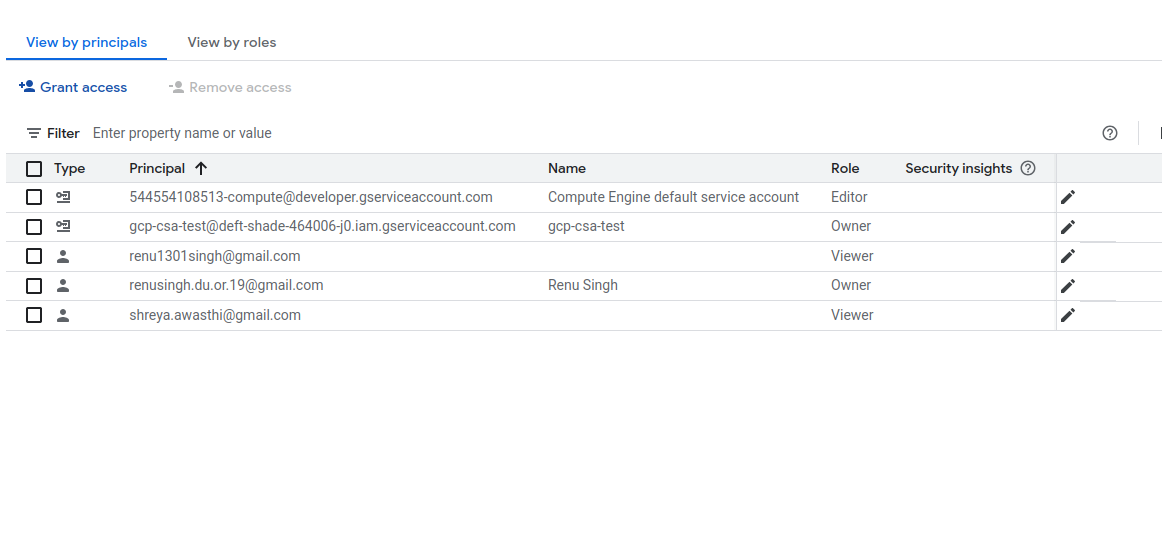 View by principals View by roles
Grant access Remove access
Filter Enter property name or value
Type Principal Name Role Security insights
544554108513-compute@developer.gserviceaccount.com Compute Engine default service account Editor
gcp-csa-test@deft-shade-464006-j0.iam.gserviceaccount.com gcp-csa-test Owner
renu1301singh@gmail.com Viewer
renusingh.du.or.19@gmail.com Renu Singh Owner
shreya.awasthi@gmail.com Viewer